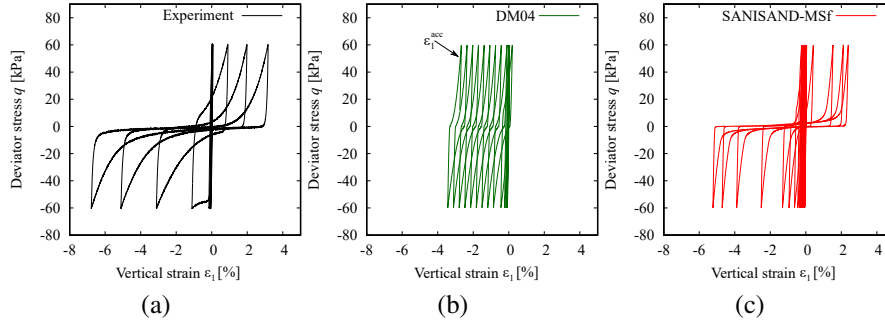 Experiment
80
60
40
20
0
-20
-40
-60
-80
-8 -6 -4 -2 0 2 4
Deviator stress q [kPa]
Vertical strain ε₁ [%]
(a)
DM04
ε₁ᵃᶜᶜ
80
60
40
20
0
-20
-40
-60
-80
-8 -6 -4 -2 0 2 4
Deviator stress q [kPa]
Vertical strain ε₁ [%]
(b)
SANISAND-MSf
80
60
40
20
0
-20
-40
-60
-80
-8 -6 -4 -2 0 2 4
Deviator stress q [kPa]
Vertical strain ε₁ [%]
(c)